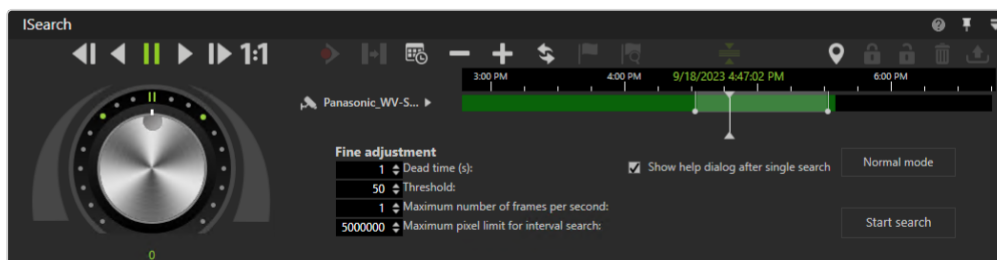 ISearch
1:1
3:00 PM 4:00 PM 9/18/2023 4:47:02 PM 6:00 PM
Panasonic_WV-S...
Fine adjustment
1 Dead time (s):
50 Threshold:
1 Maximum number of frames per second:
5000000 Maximum pixel limit for interval search:
Show help dialog after single search
Normal mode
Start search
0